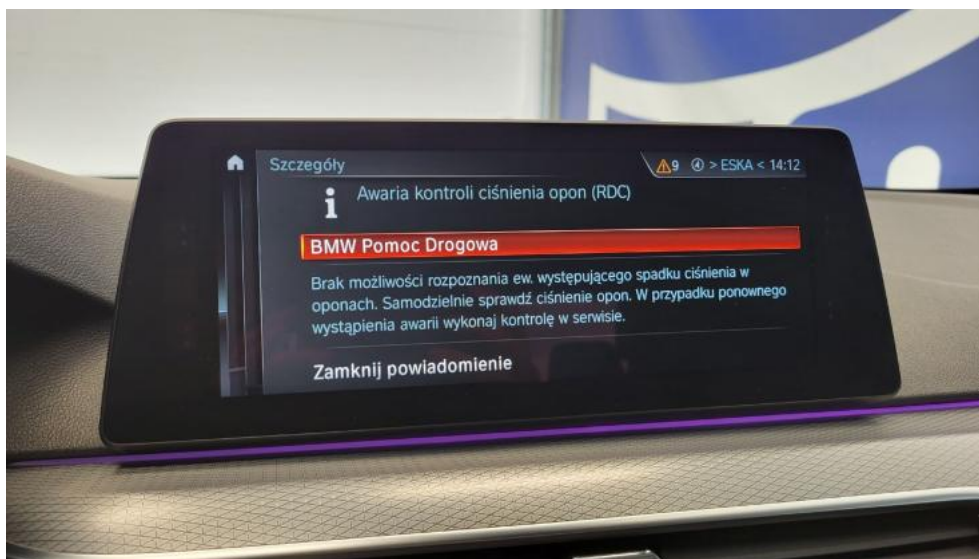 Szczegóły
9 ④ > ESKA < 14:12
Awaria kontroli ciśnienia opon (RDC)
BMW Pomoc Drogowa
Brak możliwości rozpoznania ew. występującego spadku ciśnienia w
oponach. Samodzielnie sprawdź ciśnienie opon. W przypadku ponownego
wystąpienia awarii wykonaj kontrolę w serwisie.
Zamknij powiadomienie